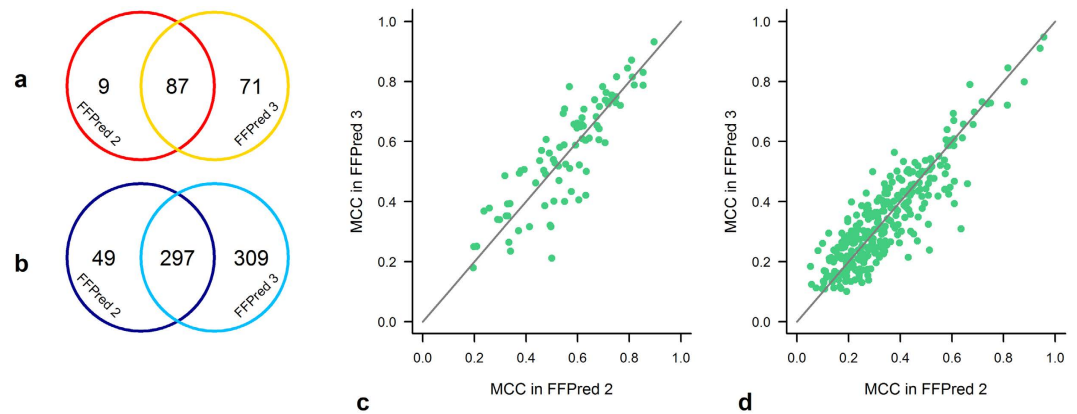 a
9
87
71
FFPred 2
FFPred 3
b
49
297
309
FFPred 2
FFPred 3
MCC in FFPred 3
1.0
0.8
0.6
0.4
0.2
0.0
0.0 0.2 0.4 0.6 0.8 1.0
MCC in FFPred 2
c
MCC in FFPred 3
1.0
0.8
0.6
0.4
0.2
0.0
0.0 0.2 0.4 0.6 0.8 1.0
MCC in FFPred 2
d